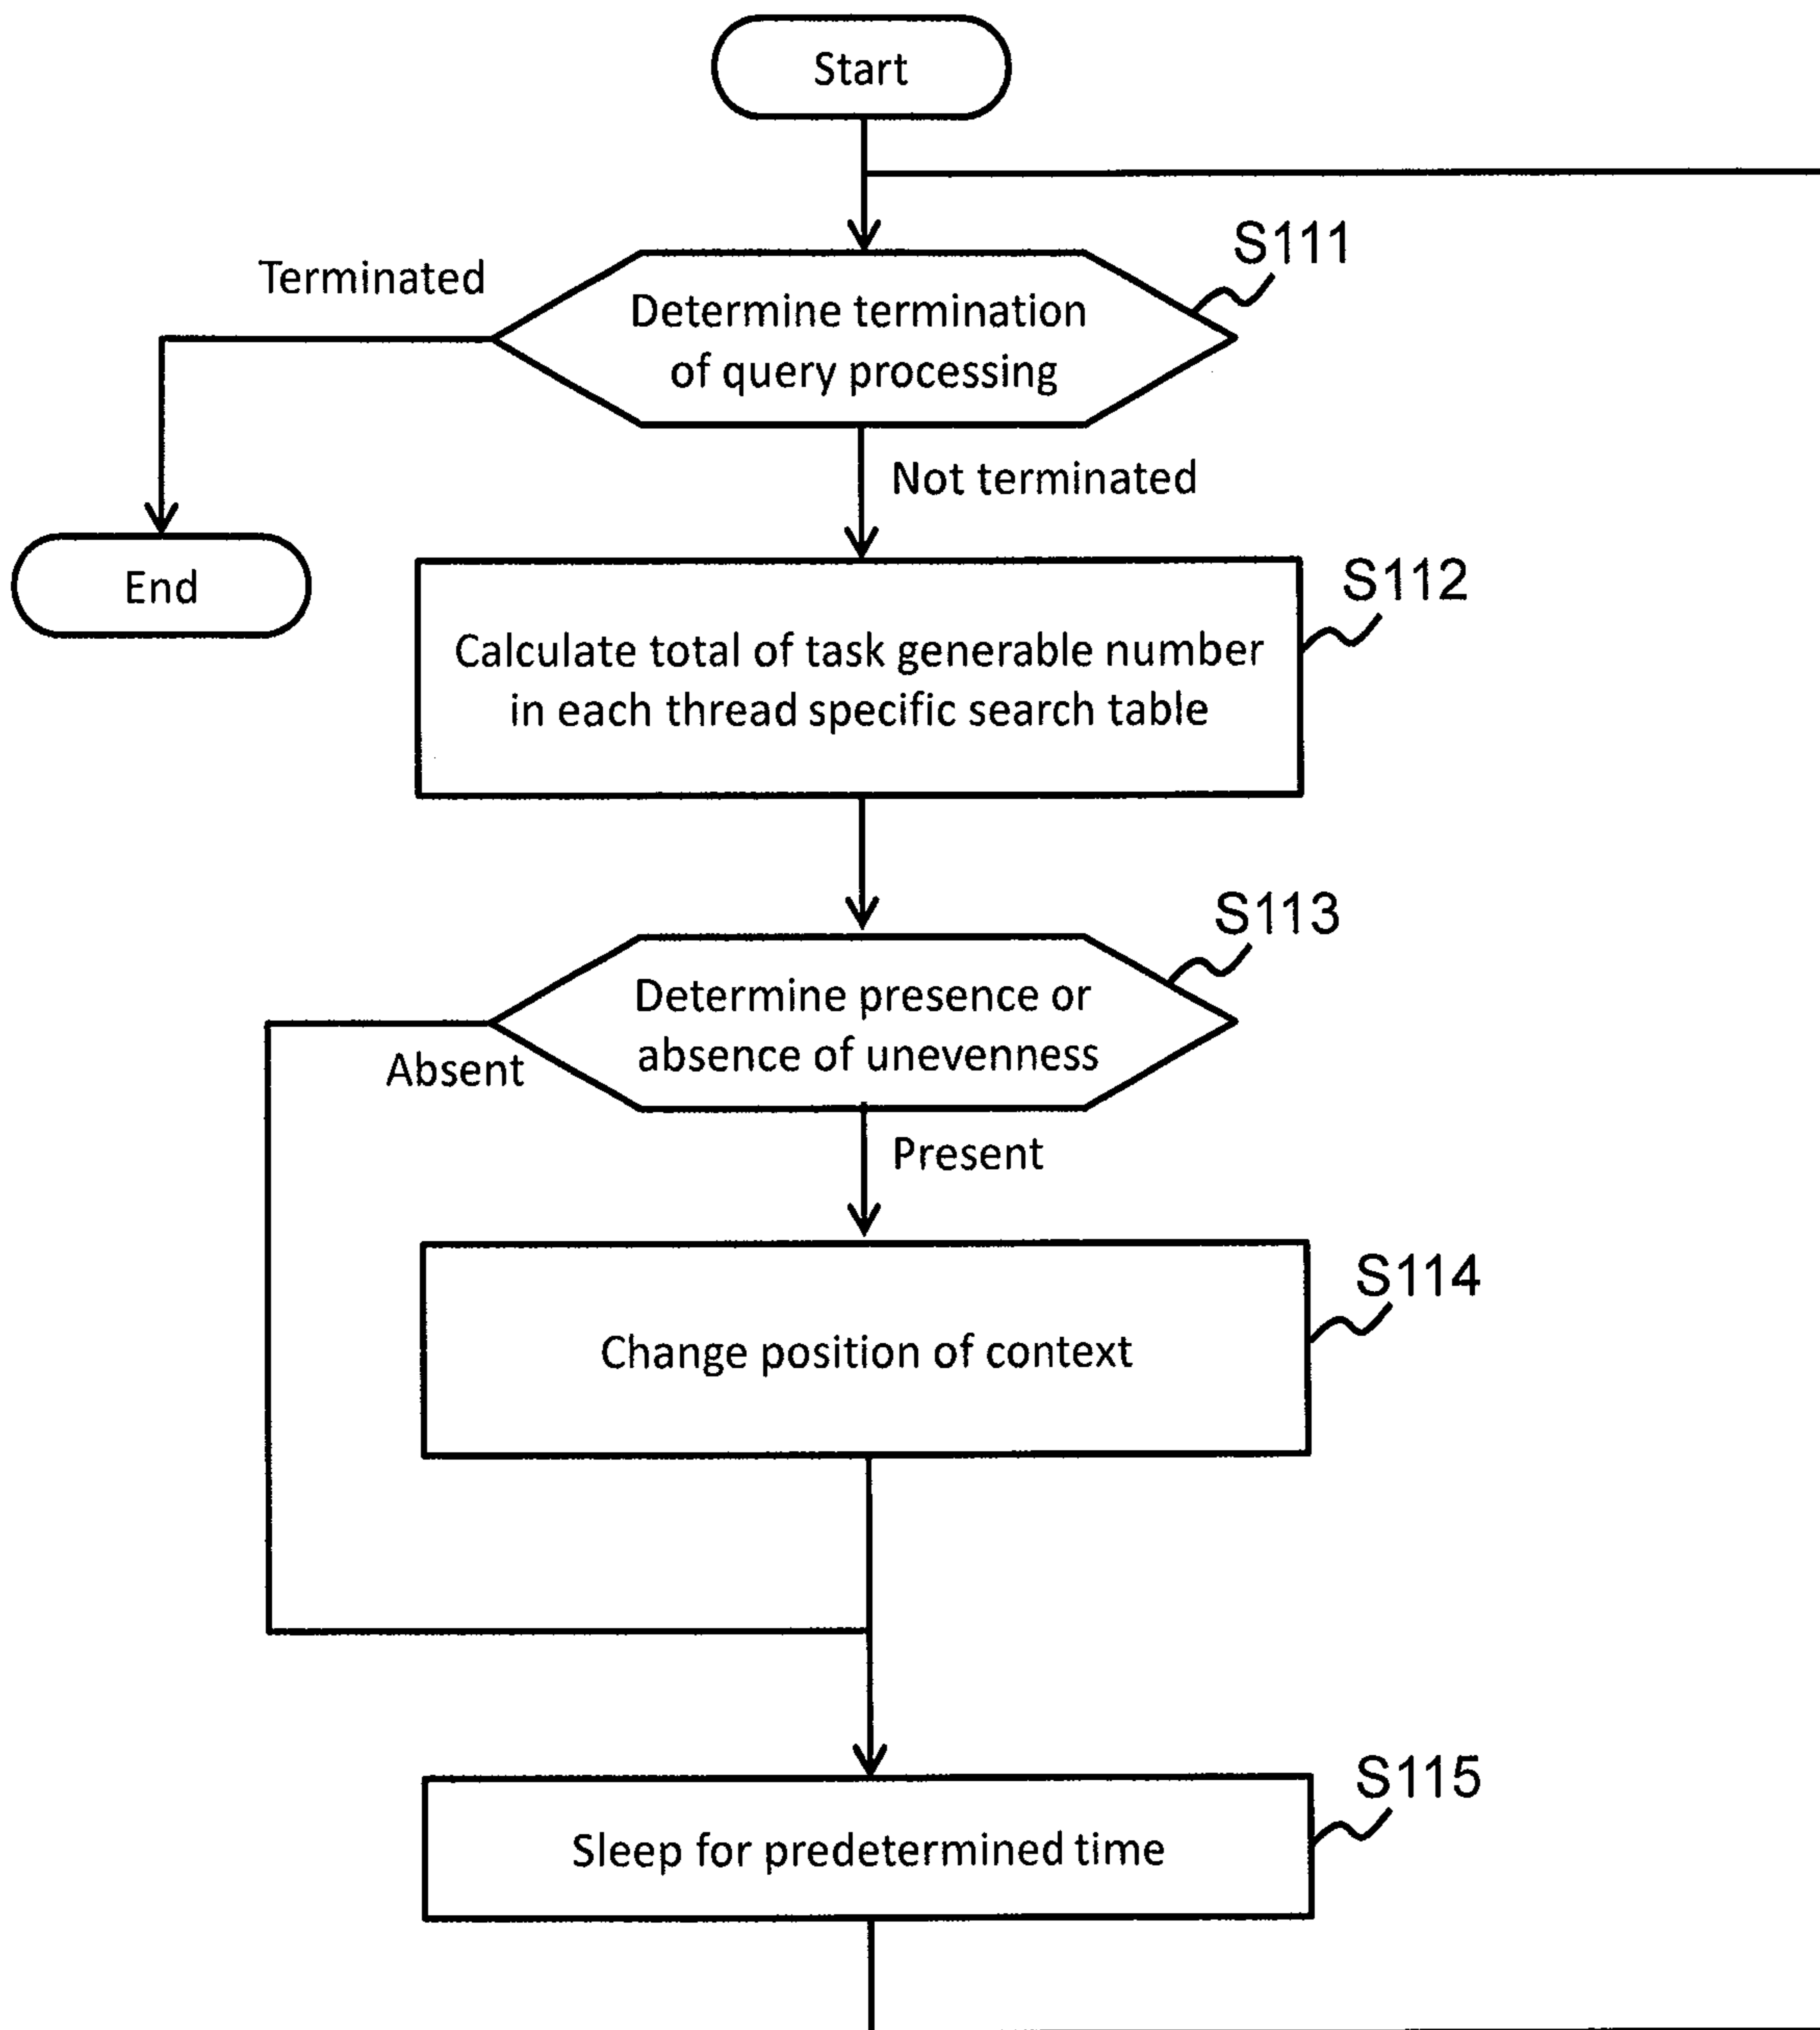 Start
S111
Terminated
Determine termination
of query processing
Not terminated
End
S112
Calculate total of task generable number
in each thread specific search table
S113
Determine presence or
absence of unevenness
Absent
Present
S114
Change position of context
S115
Sleep for predetermined time